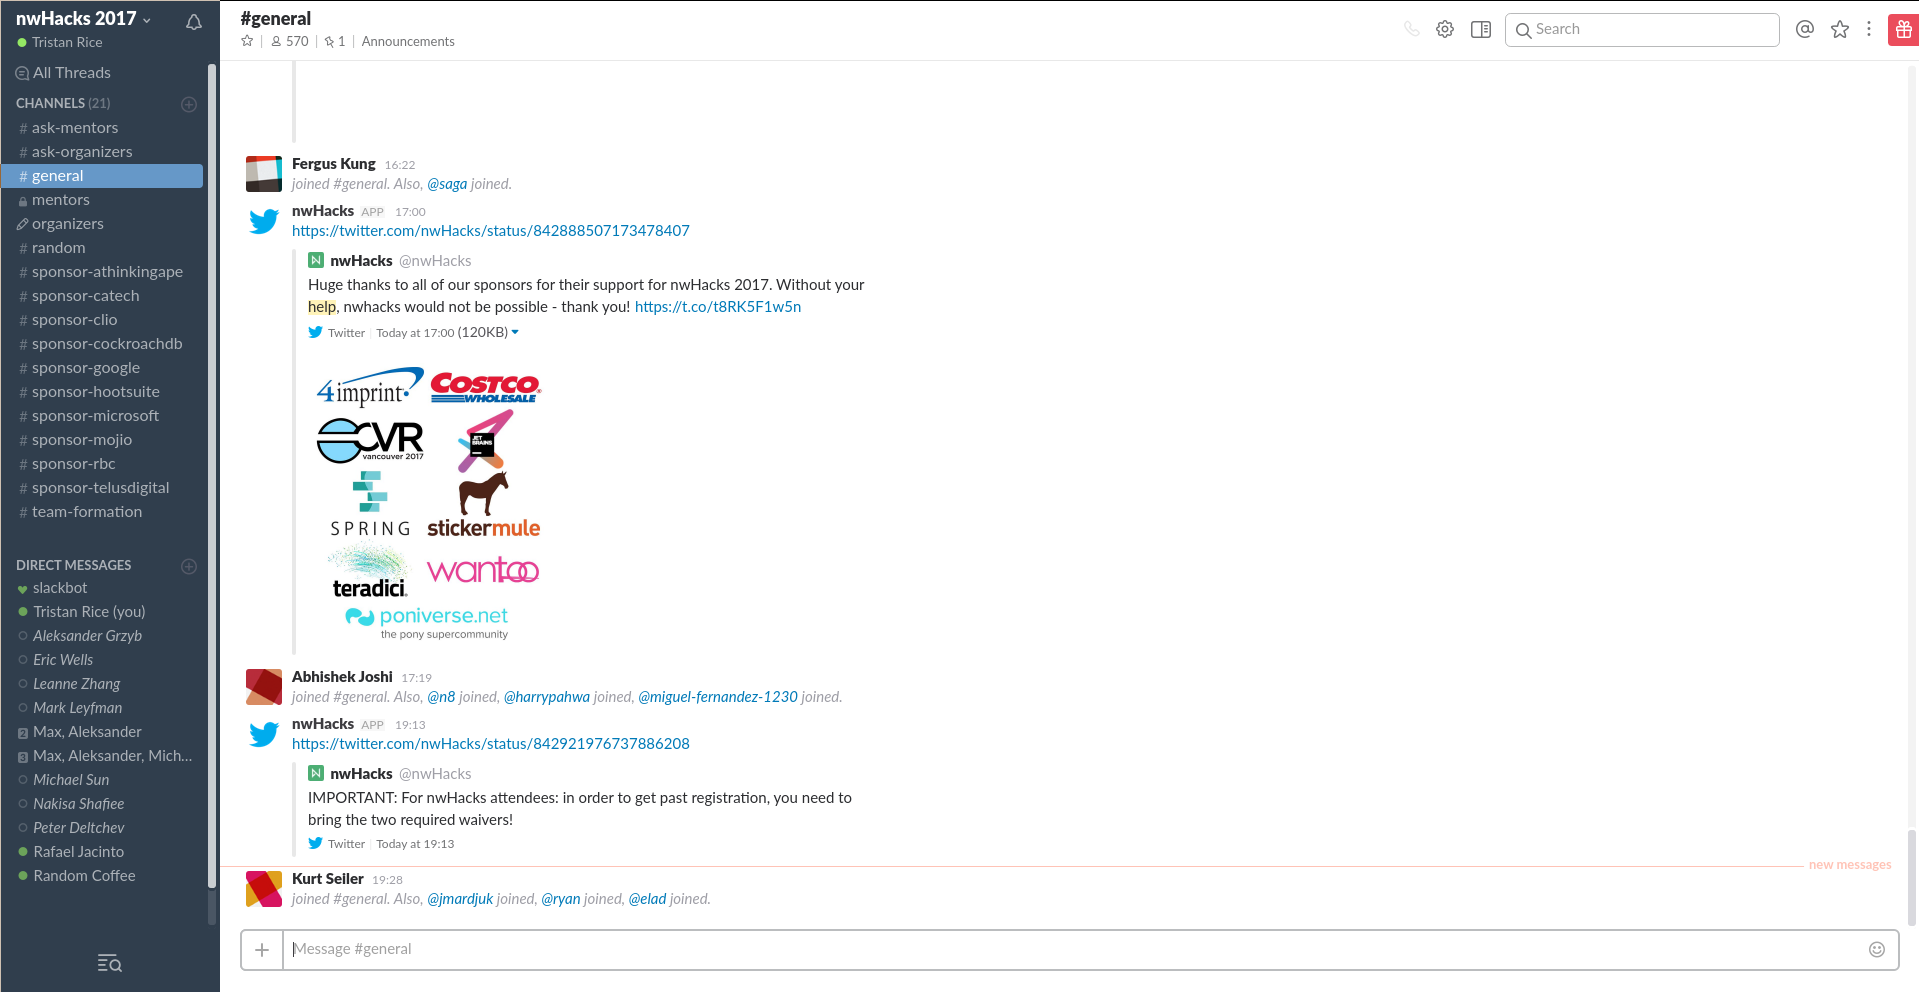 nwHacks 2017
Tristan Rice
All Threads
CHANNELS (21)
# ask-mentors
# ask-organizers
# general
mentors
organizers
# random
# sponsor-athinkingape
# sponsor-catech
# sponsor-clio
# sponsor-cockroachdb
# sponsor-google
# sponsor-hootsuite
# sponsor-microsoft
# sponsor-mojio
# sponsor-rbc
# sponsor-telusdigital
# team-formation
DIRECT MESSAGES
slackbot
Tristan Rice (you)
Aleksander Grzyb
Eric Wells
Leanne Zhang
Mark Leyfman
2 Max, Aleksander
3 Max, Aleksander, Mich...
Michael Sun
Nakisa Shafiee
Peter Deltchev
Rafael Jacinto
Random Coffee
#general
570 | 1 | Announcements
Search
Fergus Kung 16:22
joined #general. Also, @saga joined.
nwHacks APP 17:00
https://twitter.com/nwHacks/status/842888507173478407
nwHacks @nwHacks
Huge thanks to all of our sponsors for their support for nwHacks 2017. Without your
help, nwhacks would not be possible - thank you! https://t.co/t8RK5F1w5n
Twitter | Today at 17:00 (120KB)
4imprint® COSTCO®
WHOLESALE
CVR
vancouver 2017
JET
BRAINS
SPRING
stickermule
teradici.
wantoo
poniverse.net
the pony supercommunity
Abhishek Joshi 17:19
joined #general. Also, @n8 joined, @harrypahwa joined, @miguel-fernandez-1230 joined.
nwHacks APP 19:13
https://twitter.com/nwHacks/status/842921976737886208
nwHacks @nwHacks
IMPORTANT: For nwHacks attendees: in order to get past registration, you need to
bring the two required waivers!
Twitter | Today at 19:13
new messages
Kurt Seiler 19:28
joined #general. Also, @jmardjuk joined, @ryan joined, @elad joined.
Message #general